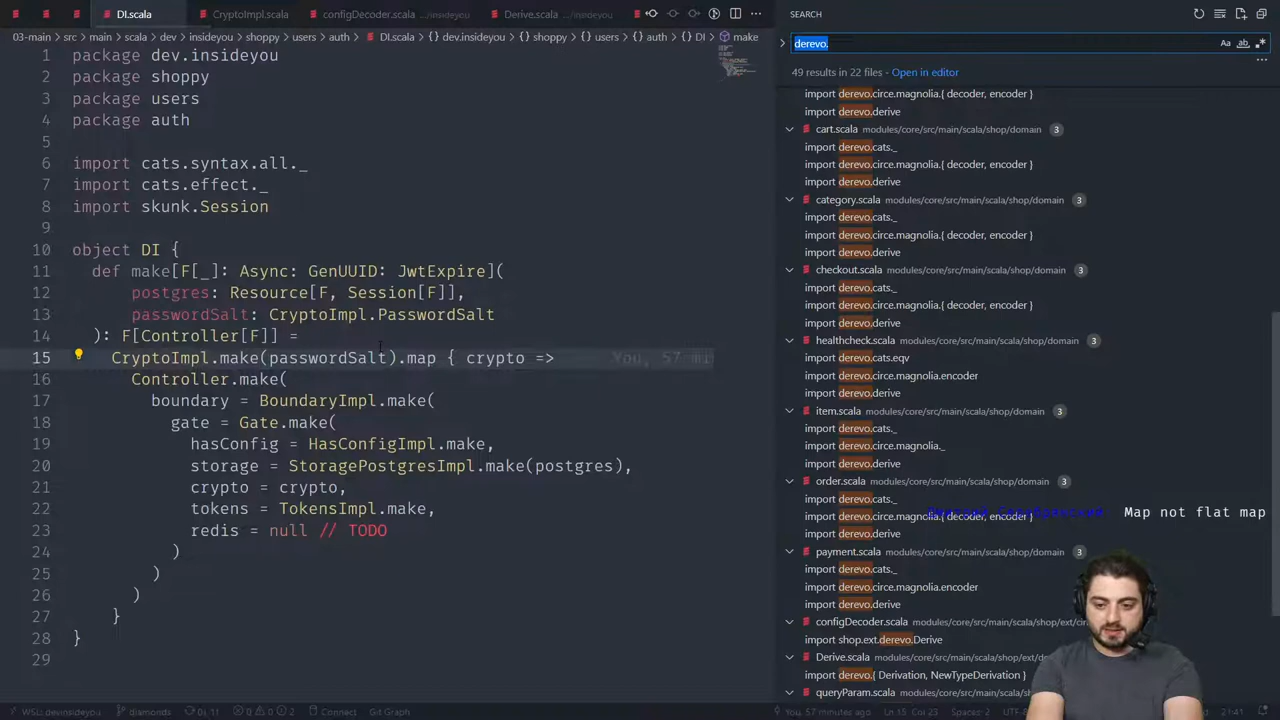 DI.scala
CryptoImpl.scala
configDecoder.scala
.../shoppy
Derive.scala
.../shoppy
SEARCH
03-main > src > main > scala > dev > insideyou > shoppy > users > auth > DI.scala > {} dev.insideyou > {} shoppy > {} users > {} auth > DI > make
derevo.
Aa
ab
49 results in 22 files - Open in editor
1 package dev.insideyou
2 package shoppy
3 package users
4 package auth
5
6 import cats.syntax.all._
7 import cats.effect._
8 import skunk.Session
9
10 object DI {
11 def make[F[_]: Async: GenUUID: JwtExpire](
12 postgres: Resource[F, Session[F]],
13 passwordSalt: CryptoImpl.PasswordSalt
14 ): F[Controller[F]] =
15 CryptoImpl.make(passwordSalt).map { crypto => You, 57 mi
16 Controller.make(
17 boundary = BoundaryImpl.make(
18 gate = Gate.make(
19 hasConfig = HasConfigImpl.make,
20 storage = StoragePostgresImpl.make(postgres),
21 crypto = crypto,
22 tokens = TokensImpl.make,
23 redis = null // TODO
24 )
25 )
26 )
27 }
28 }
29
import derevo.circe.magnolia.{ decoder, encoder }
import derevo.derive
cart.scala modules/core/src/main/scala/shop/domain 3
import derevo.cats._
import derevo.circe.magnolia.{ decoder, encoder }
import derevo.derive
category.scala modules/core/src/main/scala/shop/domain 3
import derevo.cats._
import derevo.circe.magnolia.{ decoder, encoder }
import derevo.derive
checkout.scala modules/core/src/main/scala/shop/domain 3
import derevo.cats._
import derevo.circe.magnolia.{ decoder, encoder }
import derevo.derive
healthcheck.scala modules/core/src/main/scala/shop/domain 3
import derevo.cats.eqv
import derevo.circe.magnolia.encoder
import derevo.derive
item.scala modules/core/src/main/scala/shop/domain 3
import derevo.cats._
import derevo.circe.magnolia._
import derevo.derive
order.scala modules/core/src/main/scala/shop/domain 3
import derevo.cats._
import derevo.circe.magnolia.{ decoder, encoder }
Map not flat map
import derevo.derive
payment.scala modules/core/src/main/scala/shop/domain 3
import derevo.cats._
import derevo.circe.magnolia.encoder
import derevo.derive
configDecoder.scala modules/core/src/main/scala/shop/ext/cir
import shop.ext.derevo.Derive
Derive.scala modules/core/src/main/scala/shop/ext/de
import derevo.{ Derivation, NewTypeDerivation }
queryParam.scala modules/core/src/main/scala/shop/ext
WSL: devinsideyou
diamonds
0↓ 1↑
0 0 2
Connect
Git Graph
You, 57 minutes ago
Ln 15, Col 23
Spaces: 2
UTF-8
21:41